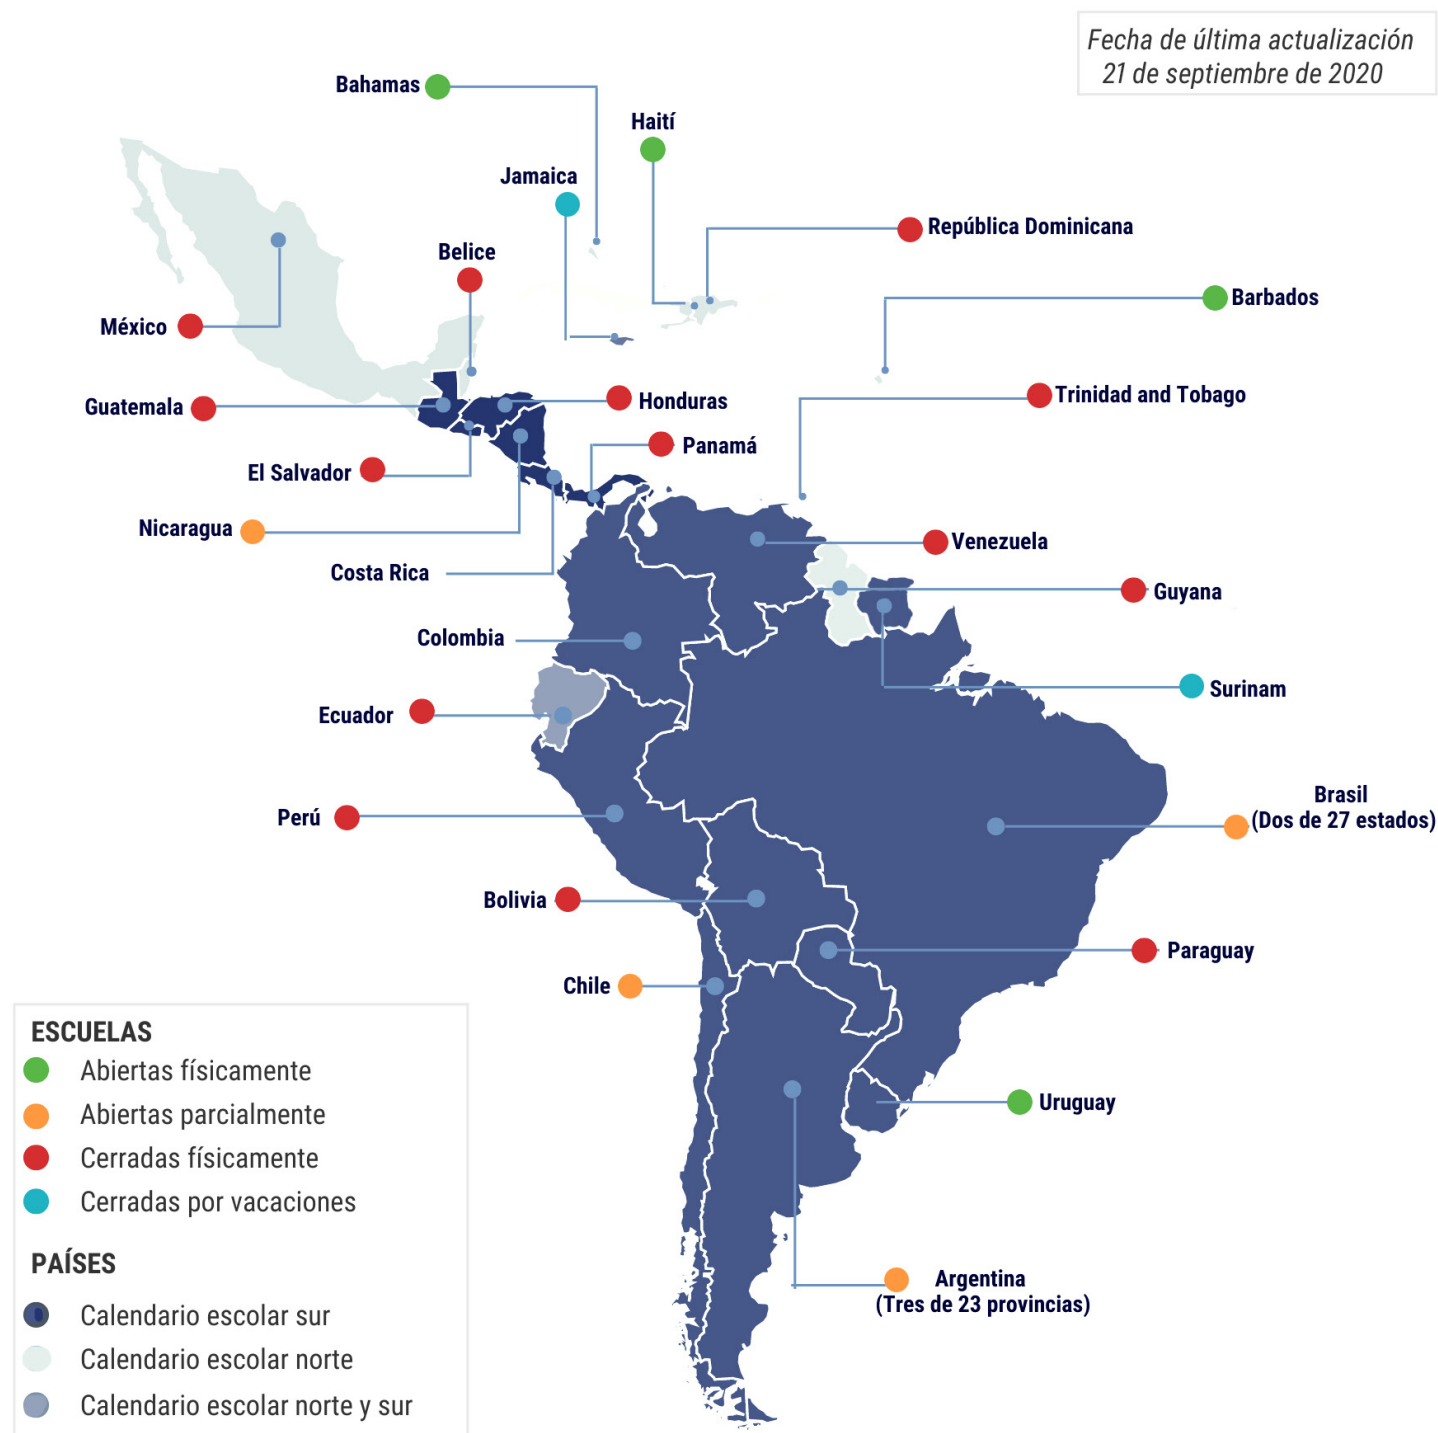 Fecha de última actualización
21 de septiembre de 2020
Bahamas
Haití
Jamaica
República Dominicana
Belice
Barbados
México
Trinidad and Tobago
Guatemala
Honduras
Panamá
El Salvador
Nicaragua
Venezuela
Costa Rica
Guyana
Colombia
Surinam
Ecuador
Brasil
(Dos de 27 estados)
Perú
Bolivia
Paraguay
Chile
ESCUELAS
Abiertas físicamente
Abiertas parcialmente
Cerradas físicamente
Cerradas por vacaciones
Uruguay
PAÍSES
Calendario escolar sur
Calendario escolar norte
Calendario escolar norte y sur
Argentina
(Tres de 23 provincias)